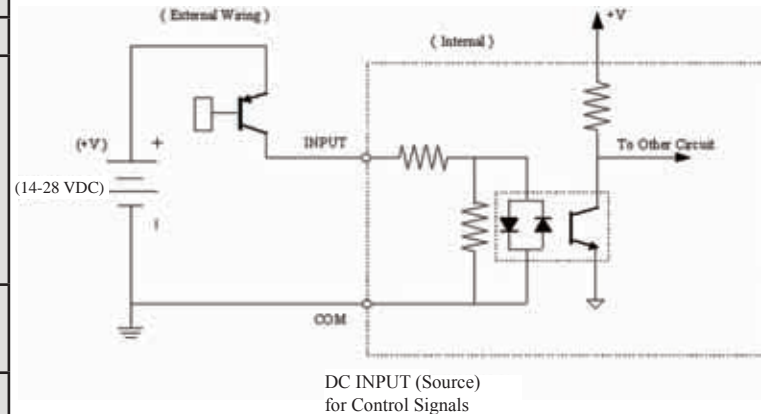 ( External Wiring )
+V
( Internal )
(+V)
+
INPUT
To Other Circuit
(14-28 VDC)
COM
DC INPUT (Source)
for Control Signals